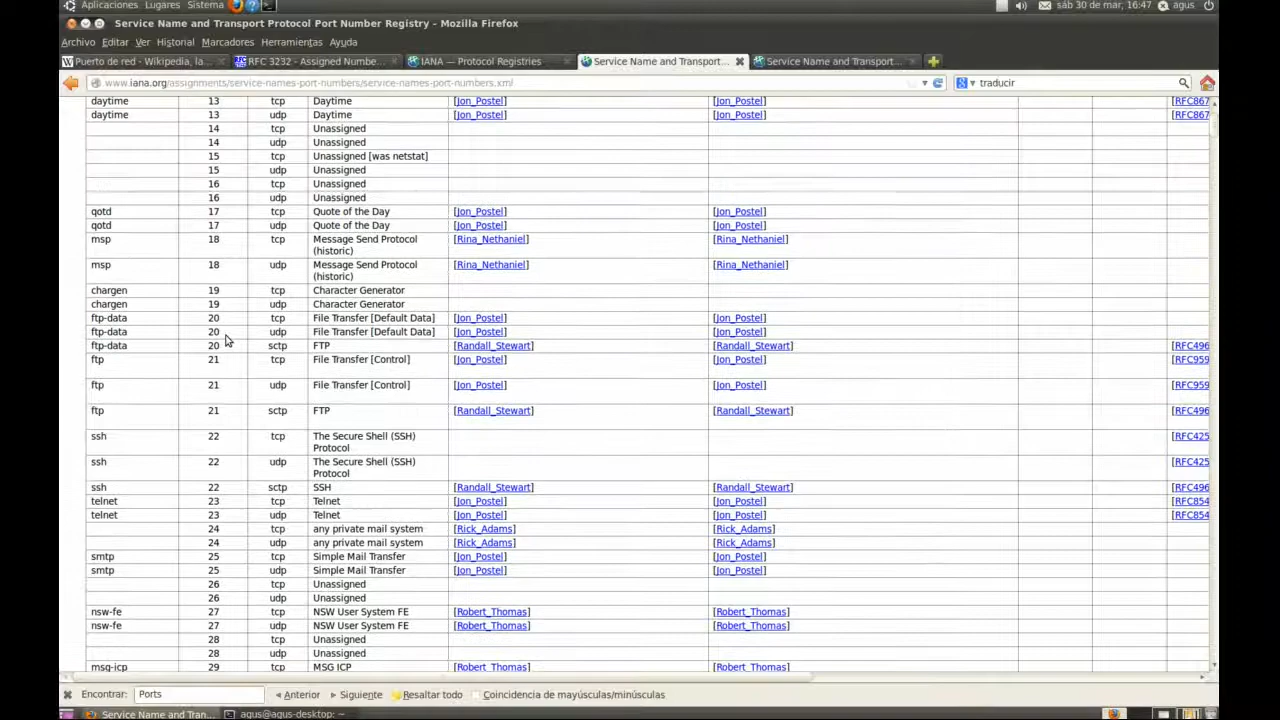 Aplicaciones Lugares Sistema sáb 30 de mar, 16:47 agus
Service Name and Transport Protocol Port Number Registry - Mozilla Firefox
Archivo Editar Ver Historial Marcadores Herramientas Ayuda
Puerto de red - Wikipedia, la... RFC 3232 - Assigned Numbe... IANA — Protocol Registries Service Name and Transport... Service Name and Transport...
www.iana.org/assignments/service-names-port-numbers/service-names-port-numbers.xml traducir
daytime 13 tcp Daytime [Jon_Postel] [Jon_Postel] [RFC867
daytime 13 udp Daytime [Jon_Postel] [Jon_Postel] [RFC867
14 tcp Unassigned
14 udp Unassigned
15 tcp Unassigned [was netstat]
15 udp Unassigned
16 tcp Unassigned
16 udp Unassigned
qotd 17 tcp Quote of the Day [Jon_Postel] [Jon_Postel]
qotd 17 udp Quote of the Day [Jon_Postel] [Jon_Postel]
msp 18 tcp Message Send Protocol [Rina_Nethaniel] [Rina_Nethaniel]
(historic)
msp 18 udp Message Send Protocol [Rina_Nethaniel] [Rina_Nethaniel]
(historic)
chargen 19 tcp Character Generator
chargen 19 udp Character Generator
ftp-data 20 tcp File Transfer [Default Data] [Jon_Postel] [Jon_Postel]
ftp-data 20 udp File Transfer [Default Data] [Jon_Postel] [Jon_Postel]
ftp-data 20 sctp FTP [Randall_Stewart] [Randall_Stewart] [RFC496
ftp 21 tcp File Transfer [Control] [Jon_Postel] [Jon_Postel] [RFC959
ftp 21 udp File Transfer [Control] [Jon_Postel] [Jon_Postel] [RFC959
ftp 21 sctp FTP [Randall_Stewart] [Randall_Stewart] [RFC496
ssh 22 tcp The Secure Shell (SSH) [RFC425
Protocol
ssh 22 udp The Secure Shell (SSH) [RFC425
Protocol
ssh 22 sctp SSH [Randall_Stewart] [Randall_Stewart] [RFC496
telnet 23 tcp Telnet [Jon_Postel] [Jon_Postel] [RFC854
telnet 23 udp Telnet [Jon_Postel] [Jon_Postel] [RFC854
24 tcp any private mail system [Rick_Adams] [Rick_Adams]
24 udp any private mail system [Rick_Adams] [Rick_Adams]
smtp 25 tcp Simple Mail Transfer [Jon_Postel] [Jon_Postel]
smtp 25 udp Simple Mail Transfer [Jon_Postel] [Jon_Postel]
26 tcp Unassigned
26 udp Unassigned
nsw-fe 27 tcp NSW User System FE [Robert_Thomas] [Robert_Thomas]
nsw-fe 27 udp NSW User System FE [Robert_Thomas] [Robert_Thomas]
28 tcp Unassigned
28 udp Unassigned
msg-icp 29 tcp MSG ICP [Robert_Thomas] [Robert_Thomas]
Encontrar: Ports Anterior Siguiente Resaltar todo Coincidencia de mayúsculas/minúsculas
Service Name and Tran... agus@agus-desktop: ~